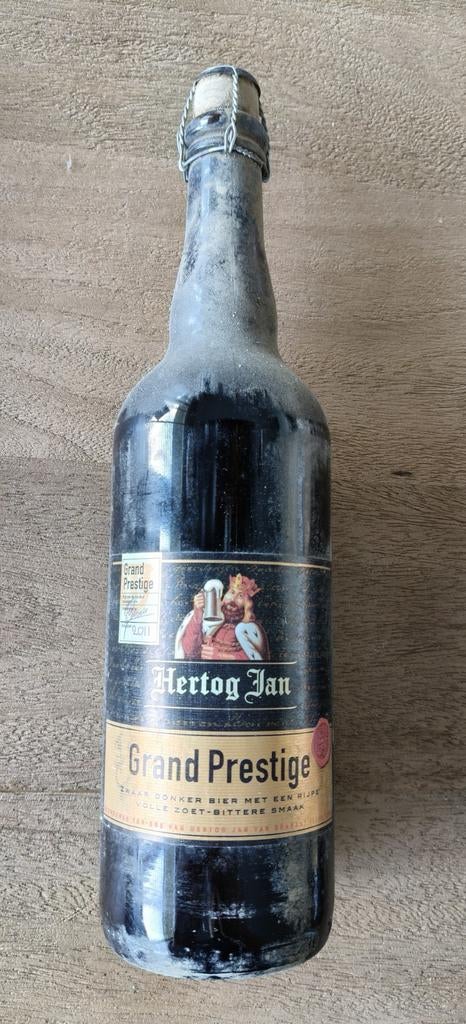 Grand
Prestige
2011
Hertog Jan
Grand Prestige
ZWAAR DONKER BIER MET EEN RIJPE
VOLLE ZOET-BITTERE SMAAK